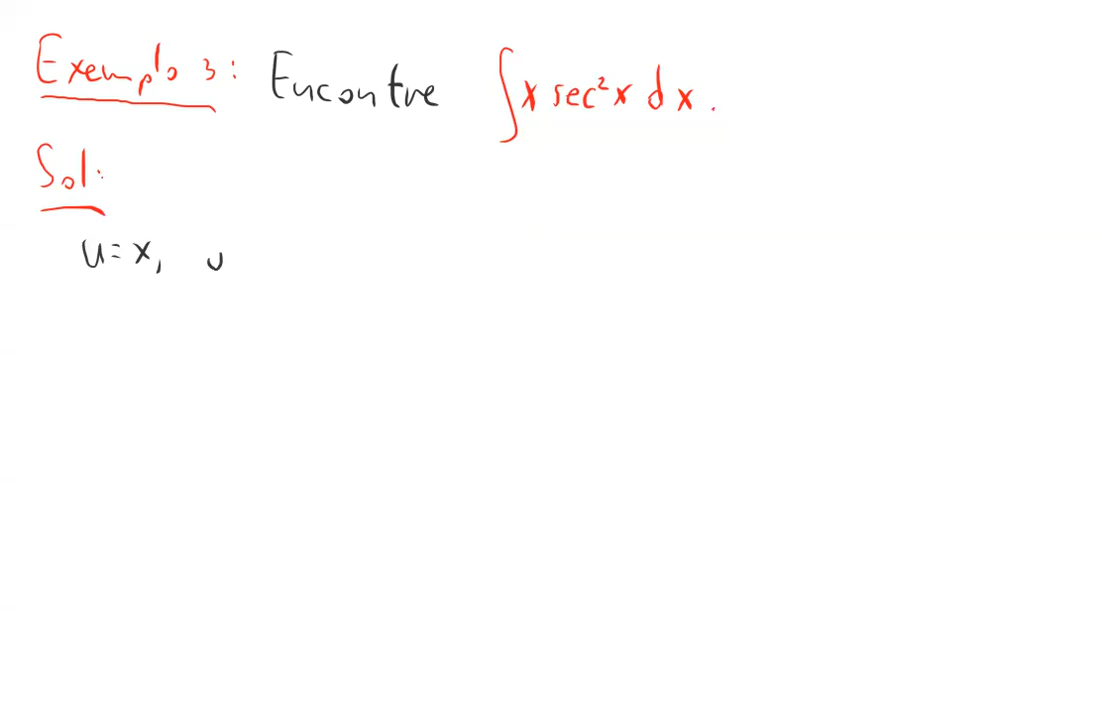 Exemplo 3: Encontre ∫x sec²x dx.
Sol:
u=x, υ